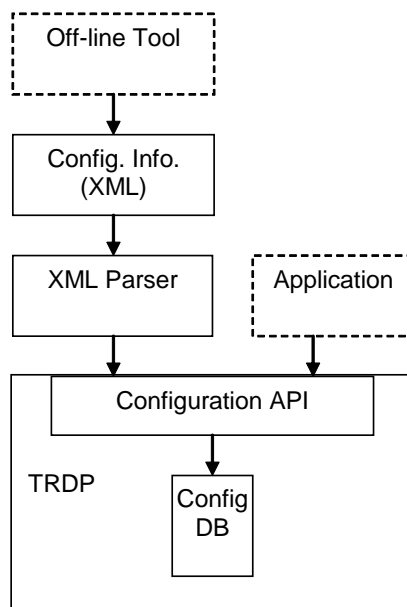 Off-line Tool
Config. Info.
(XML)
XML Parser
Application
Configuration API
TRDP
Config
DB